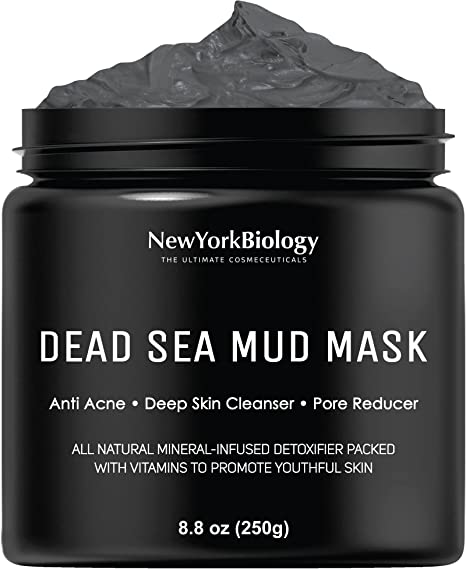 NewYorkBiology
THE ULTIMATE COSMECEUTICALS
DEAD SEA MUD MASK
Anti Acne • Deep Skin Cleanser • Pore Reducer
ALL NATURAL MINERAL-INFUSED DETOXIFIER PACKED
WITH VITAMINS TO PROMOTE YOUTHFUL SKIN
8.8 oz (250g)